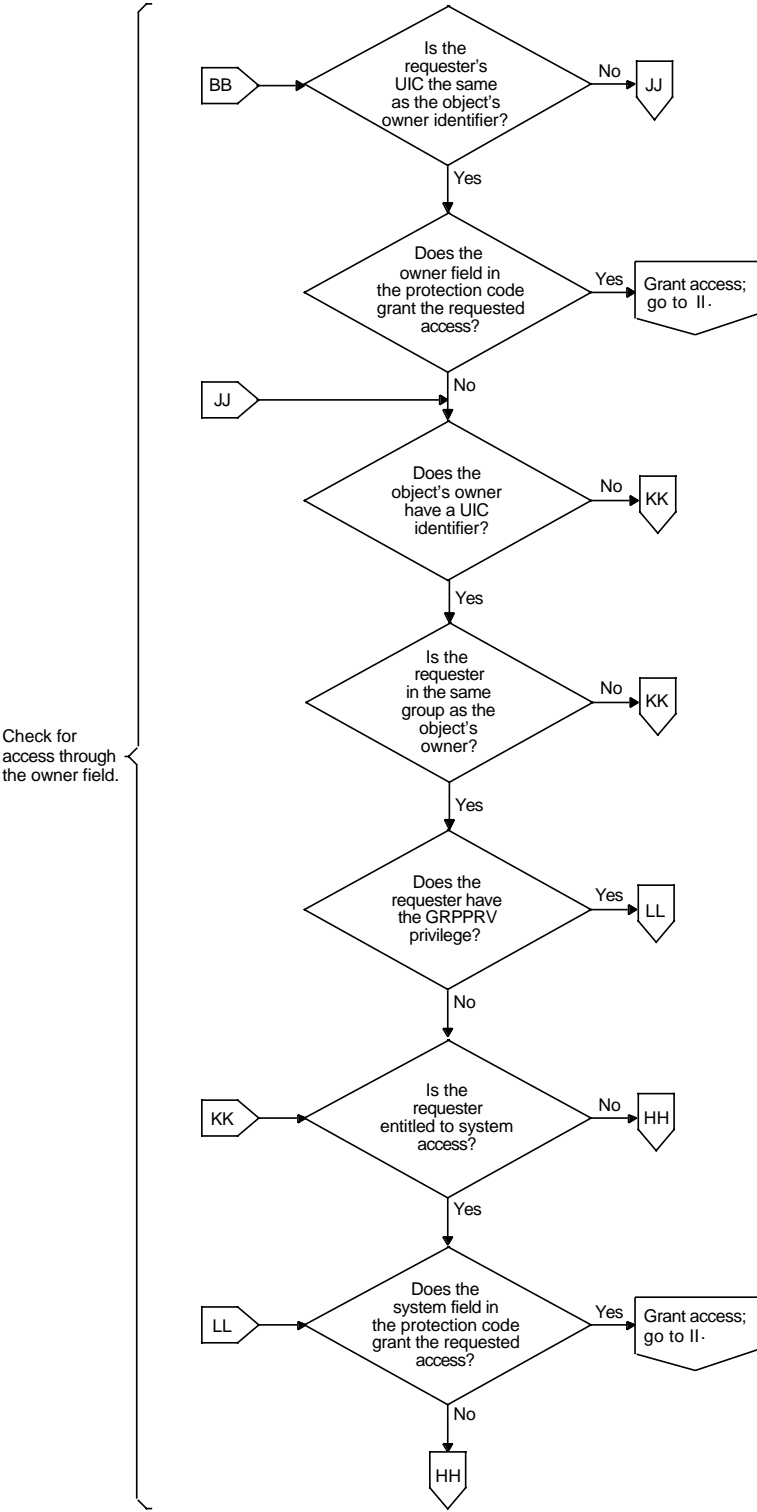 Is the
requester's
UIC the same
as the object's
owner identifier?
BB
No
JJ
Yes
Does the
owner field in
the protection code
grant the requested
access?
Yes
Grant access;
go to II.
No
JJ
Does the
object's owner
have a UIC
identifier?
No
KK
Yes
Is the
requester
in the same
group as the
object's
owner?
No
KK
Check for
access through
the owner field.
Yes
Does the
requester have
the GRPPRV
privilege?
Yes
LL
No
KK
Is the
requester
entitled to system
access?
No
HH
Yes
LL
Does the
system field in
the protection code
grant the requested
access?
Yes
Grant access;
go to II.
No
HH